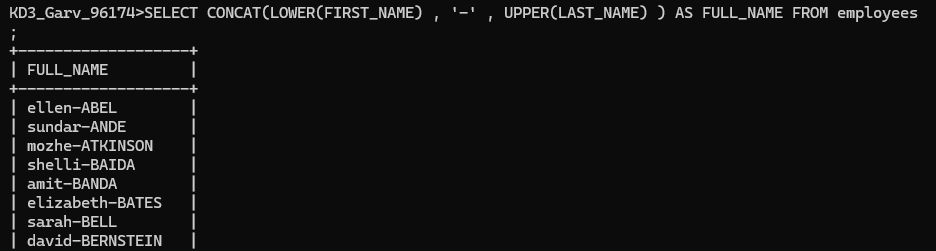 KD3_Garv_96174>SELECT CONCAT(LOWER(FIRST_NAME) , '-' , UPPER(LAST_NAME) ) AS FULL_NAME FROM employees
;
+-------------------+
| FULL_NAME         |
+-------------------+
| ellen-ABEL        |
| sundar-ANDE       |
| mozhe-ATKINSON    |
| shelli-BAIDA      |
| amit-BANDA        |
| elizabeth-BATES   |
| sarah-BELL        |
| david-BERNSTEIN   |